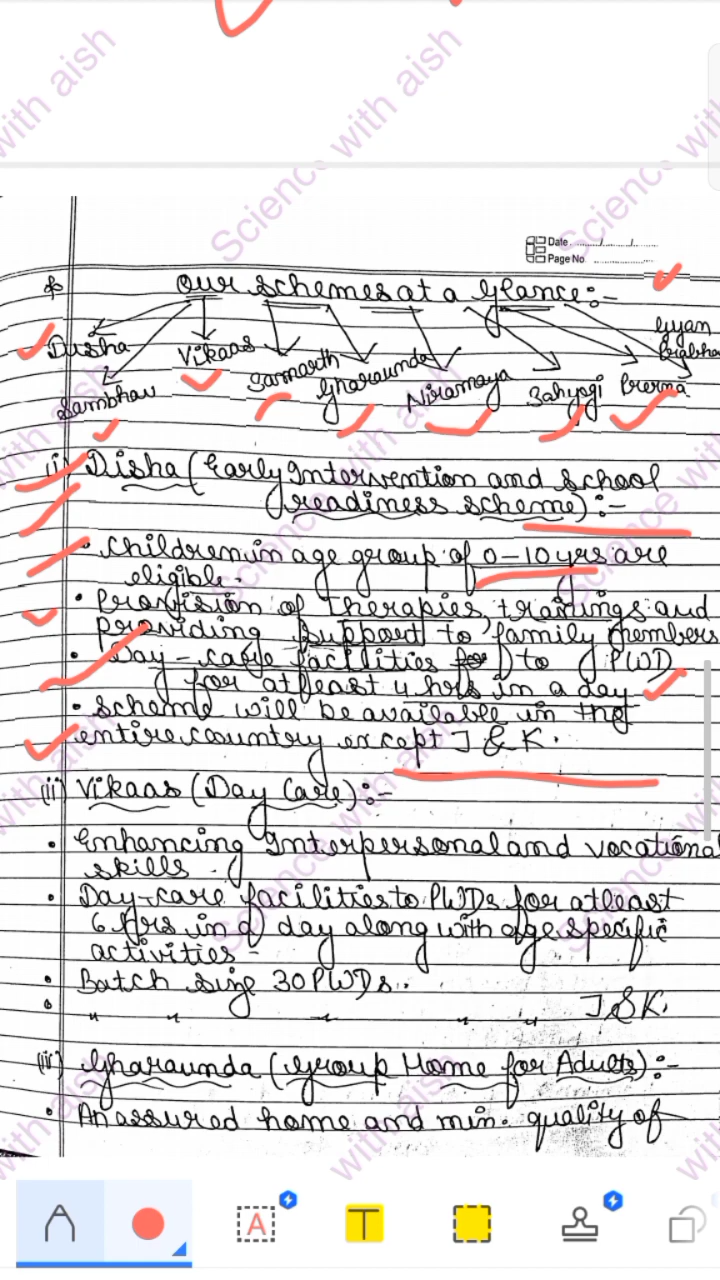 Date
Page No
Our schemes at a glance:-
Disha
Vikaas
Samarth
Gharaunda
Niramaya
Sahyogi
Prerna
Gyan
Prabha
Sambhav
(i) Disha (Early Intervention and School
readiness scheme):-
• Children in age group of 0-10 yrs are
eligible.
• Provision of therapies, trainings and
providing support to family members
• Day-care facilities to PWD
for atleast 4 hrs in a day
• scheme will be available in the
entire country except J & K.
(ii) Vikaas (Day Care):-
• Enhancing Interpersonal and vocational
skills.
• Day-care facilities to PWDs for atleast
6 hrs in a day along with age specific
activities-
• Batch size 30 PWDs.
• " " " " " J & K.
(iii) Gharaunda (Group Home for Adults):-
• An assured home and min. quality of
Science with aish
A
T